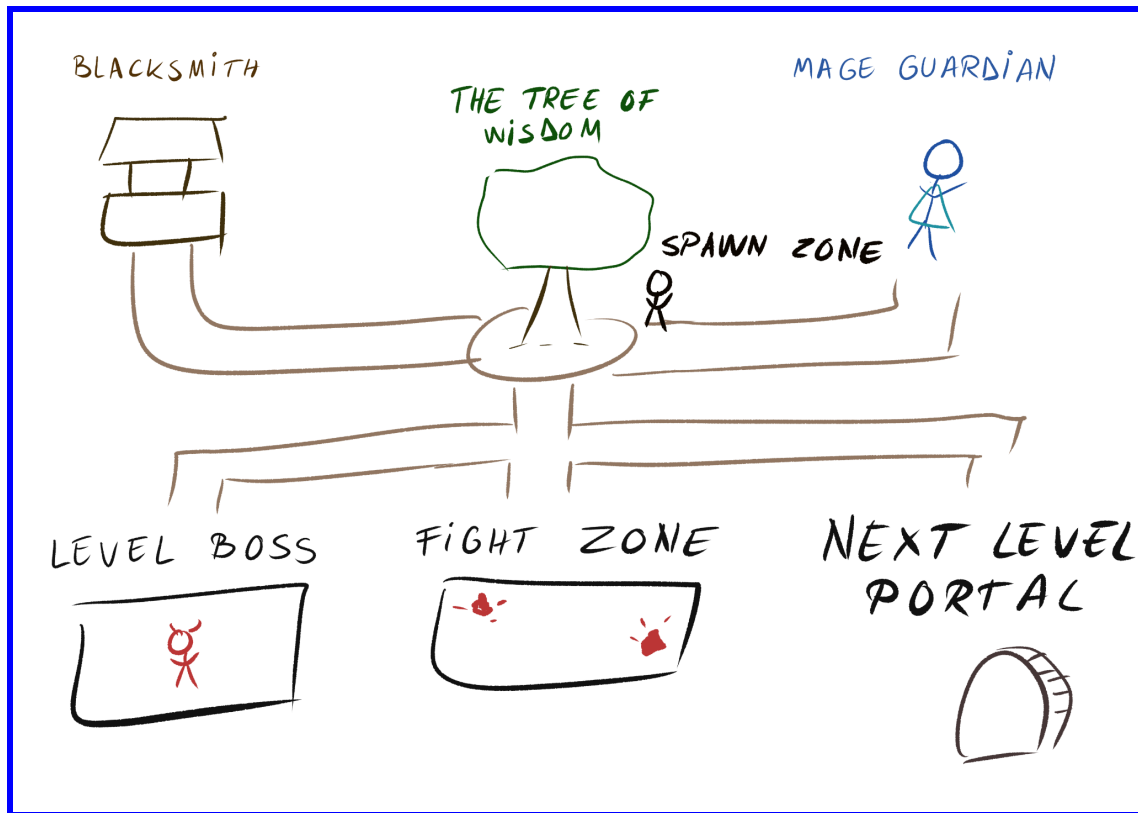 BLACKSMITH
THE TREE OF
WISDOM
MAGE GUARDIAN
SPAWN ZONE
LEVEL BOSS
FIGHT ZONE
NEXT LEVEL
PORTAL